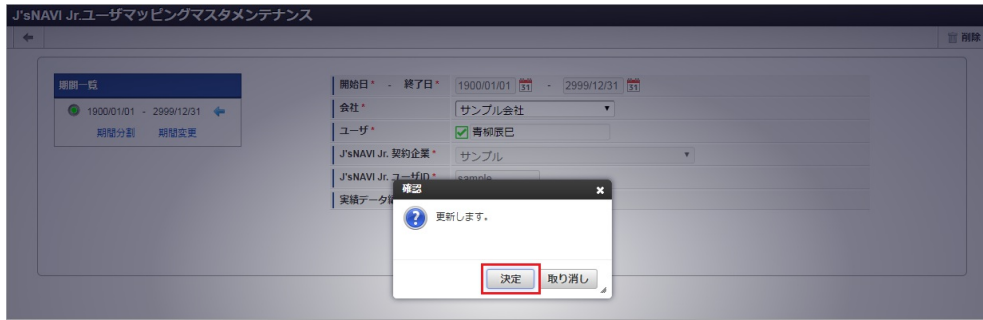 J'sNAVI Jr.ユーザマッピングマスタメンテナンス
削除
期間一覧
1900/01/01 - 2999/12/31
期間分割 期間変更
開始日* - 終了日* 1900/01/01 31 - 2999/12/31 31
会社* サンプル会社
ユーザ* 青柳辰巳
J'sNAVI Jr. 契約企業* サンプル
J'sNAVI Jr. ユーザID* sample
実績データ
確認
更新します。
決定 取り消し